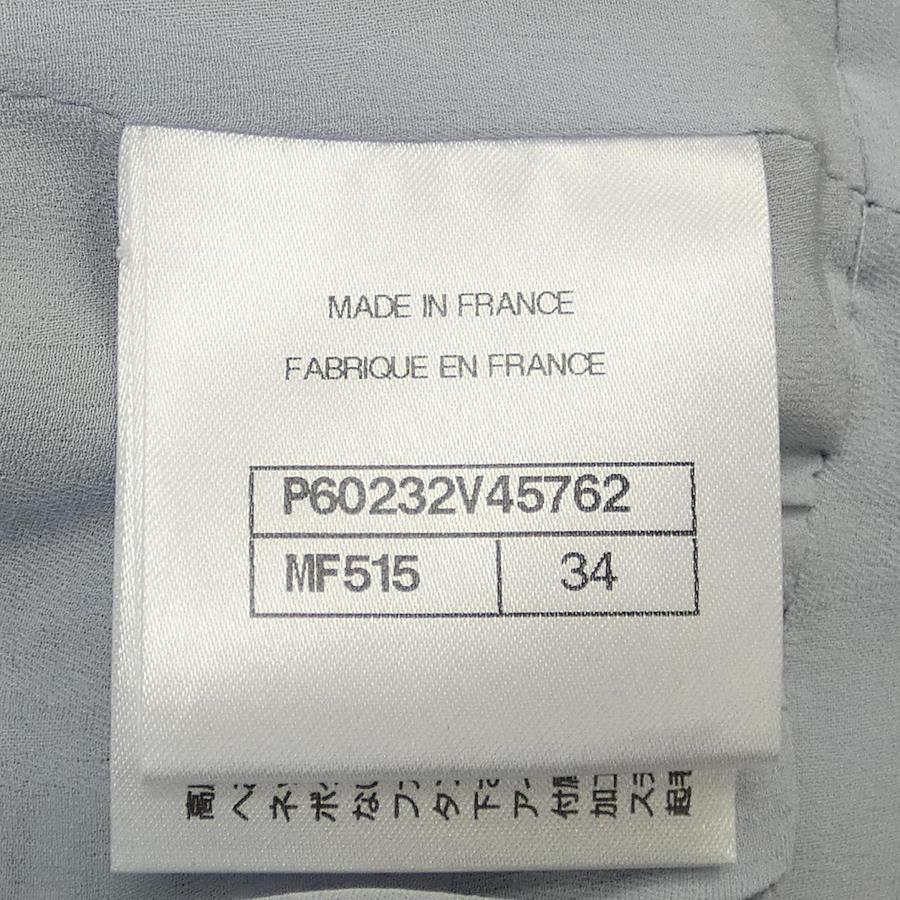 MADE IN FRANCE
FABRIQUE EN FRANCE
P60232V45762
MF515 34